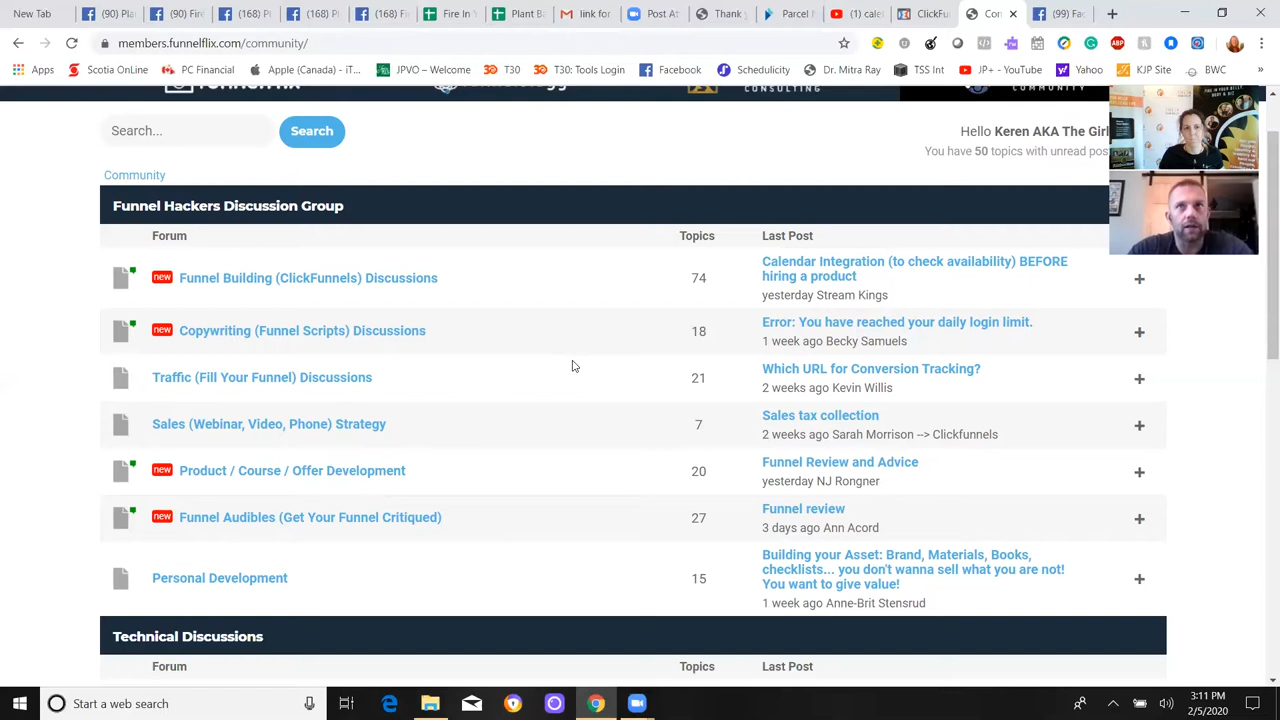 New Tab
(90) Pla
(168) P
(168) P
(168) P
Fire In Y
Plant B
link for
Post At
Thank y
Parcel I
(1) cale
ClickFu
Con
(99) Fac
members.funnelflix.com/community/
Apps
Scotia OnLine
PC Financial
Apple (Canada) - iT...
JPVO – Welcome
T30
T30: Tools Login
Facebook
Schedulicity
Dr. Mitra Ray
TSS Int
JP+ - YouTube
Yahoo
KJP Site
BWC
CONSULTING
COMMUNITY
Search...
Search
Hello Keren AKA The Girl
You have 50 topics with unread pos
Community
Funnel Hackers Discussion Group
Forum Topics Last Post
new Funnel Building (ClickFunnels) Discussions 74 Calendar Integration (to check availability) BEFORE
hiring a product
yesterday Stream Kings
new Copywriting (Funnel Scripts) Discussions 18 Error: You have reached your daily login limit.
1 week ago Becky Samuels
Traffic (Fill Your Funnel) Discussions 21 Which URL for Conversion Tracking?
2 weeks ago Kevin Willis
Sales (Webinar, Video, Phone) Strategy 7 Sales tax collection
2 weeks ago Sarah Morrison --> Clickfunnels
new Product / Course / Offer Development 20 Funnel Review and Advice
yesterday NJ Rongner
new Funnel Audibles (Get Your Funnel Critiqued) 27 Funnel review
3 days ago Ann Acord
Personal Development 15 Building your Asset: Brand, Materials, Books,
checklists... you don't wanna sell what you are not!
You want to give value!
1 week ago Anne-Brit Stensrud
Technical Discussions
Forum Topics Last Post
Start a web search
3:11 PM
2/5/2020